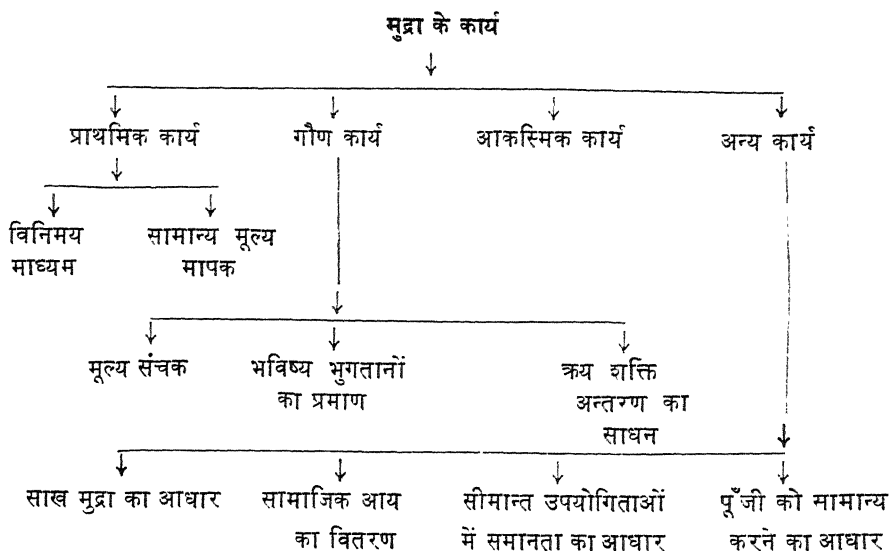 मुद्रा के कार्य
प्राथमिक कार्य गौण कार्य आकस्मिक कार्य अन्य कार्य
विनिमय सामान्य मूल्य
माध्यम मापक
मूल्य संचक भविष्य भुगतानों क्रय शक्ति
का प्रमाण अन्तरण का
साधन
साख मुद्रा का आधार सामाजिक आय सीमान्त उपयोगिताओं पूँजी को सामान्य
का वितरण में समानता का आधार करने का आधार